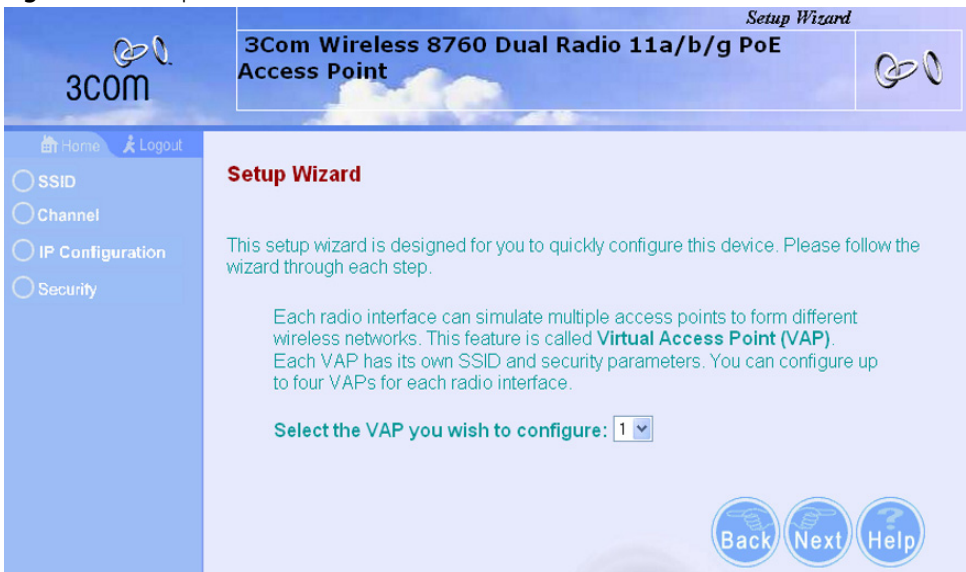 Setup Wizard
3Com Wireless 8760 Dual Radio 11a/b/g PoE
Access Point
3com
Home
Logout
SSID
Channel
IP Configuration
Security
Setup Wizard
This setup wizard is designed for you to quickly configure this device. Please follow the
wizard through each step.
Each radio interface can simulate multiple access points to form different
wireless networks. This feature is called Virtual Access Point (VAP).
Each VAP has its own SSID and security parameters. You can configure up
to four VAPs for each radio interface.
Select the VAP you wish to configure: 1
Back
Next
Help